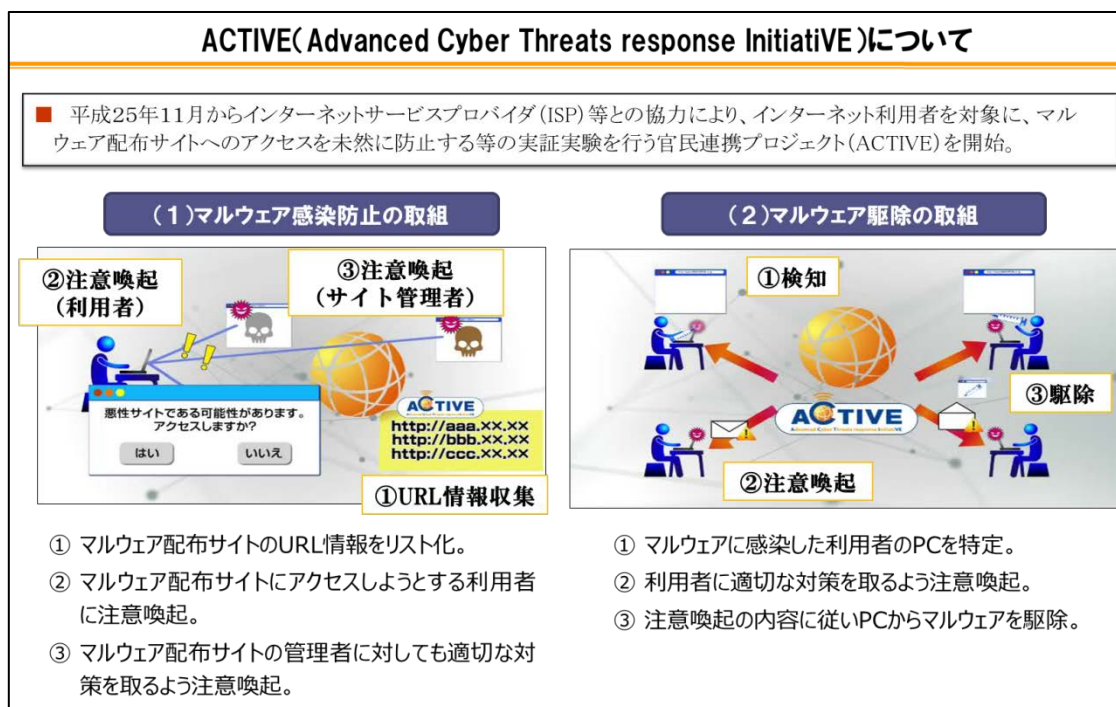 ACTIVE(Advanced Cyber Threats response InitiatiVE)について
■ 平成25年11月からインターネットサービスプロバイダ(ISP)等との協力により、インターネット利用者を対象に、マル
ウェア配布サイトへのアクセスを未然に防止する等の実証実験を行う官民連携プロジェクト(ACTIVE)を開始。
(1)マルウェア感染防止の取組
②注意喚起
(利用者)
③注意喚起
(サイト管理者)
悪性サイトである可能性があります。
アクセスしますか?
はい
いいえ
ACTIVE
Advanced Cyber Threats response InitiatiVE
http://aaa.xx.xx
http://bbb.xx.xx
http://ccc.xx.xx
①URL情報収集
① マルウェア配布サイトのURL情報をリスト化。
② マルウェア配布サイトにアクセスしようとする利用者
に注意喚起。
③ マルウェア配布サイトの管理者に対しても適切な対
策を取るよう注意喚起。
(2)マルウェア駆除の取組
①検知
③駆除
ACTIVE
Advanced Cyber Threats response InitiatiVE
②注意喚起
① マルウェアに感染した利用者のPCを特定。
② 利用者に適切な対策を取るよう注意喚起。
③ 注意喚起の内容に従いPCからマルウェアを駆除。